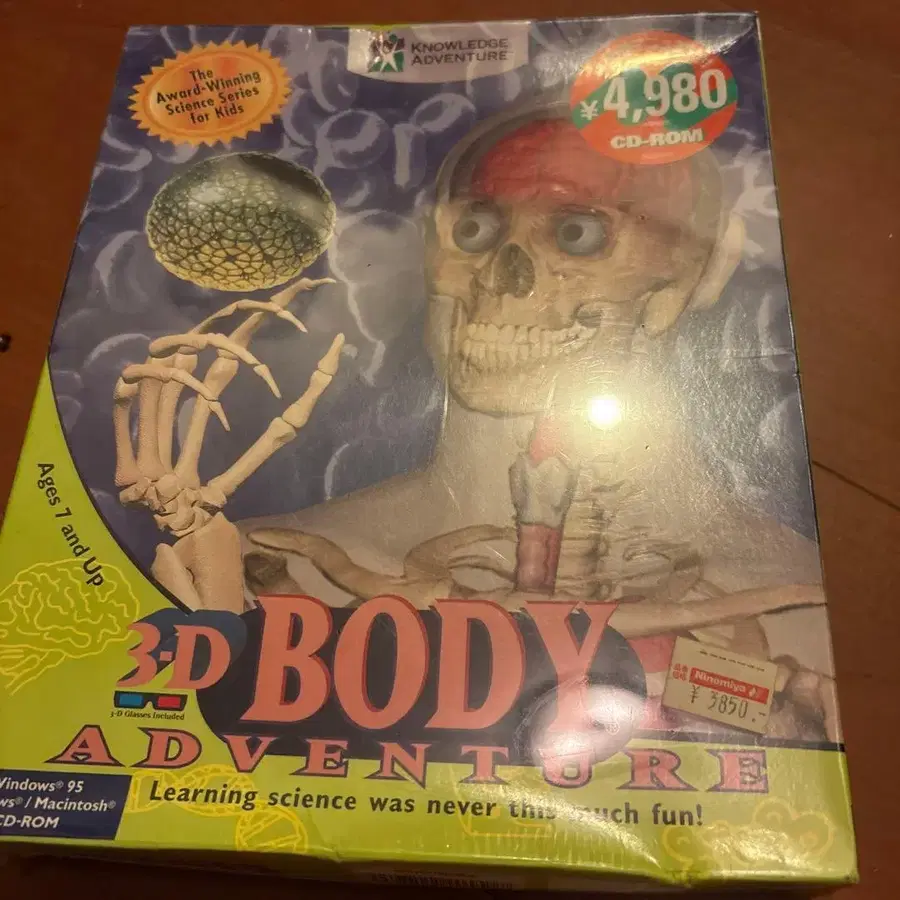 KNOWLEDGE
ADVENTURE
The
Award-Winning
Science Series
for Kids
¥4,980
CD-ROM
Ages 7 and Up
3-D BODY
3-D Glasses Included
ADVENTURE
Ninomiya
¥ 3850.-
Windows® 95
ws® / Macintosh®
CD-ROM
Learning science was never this much fun!